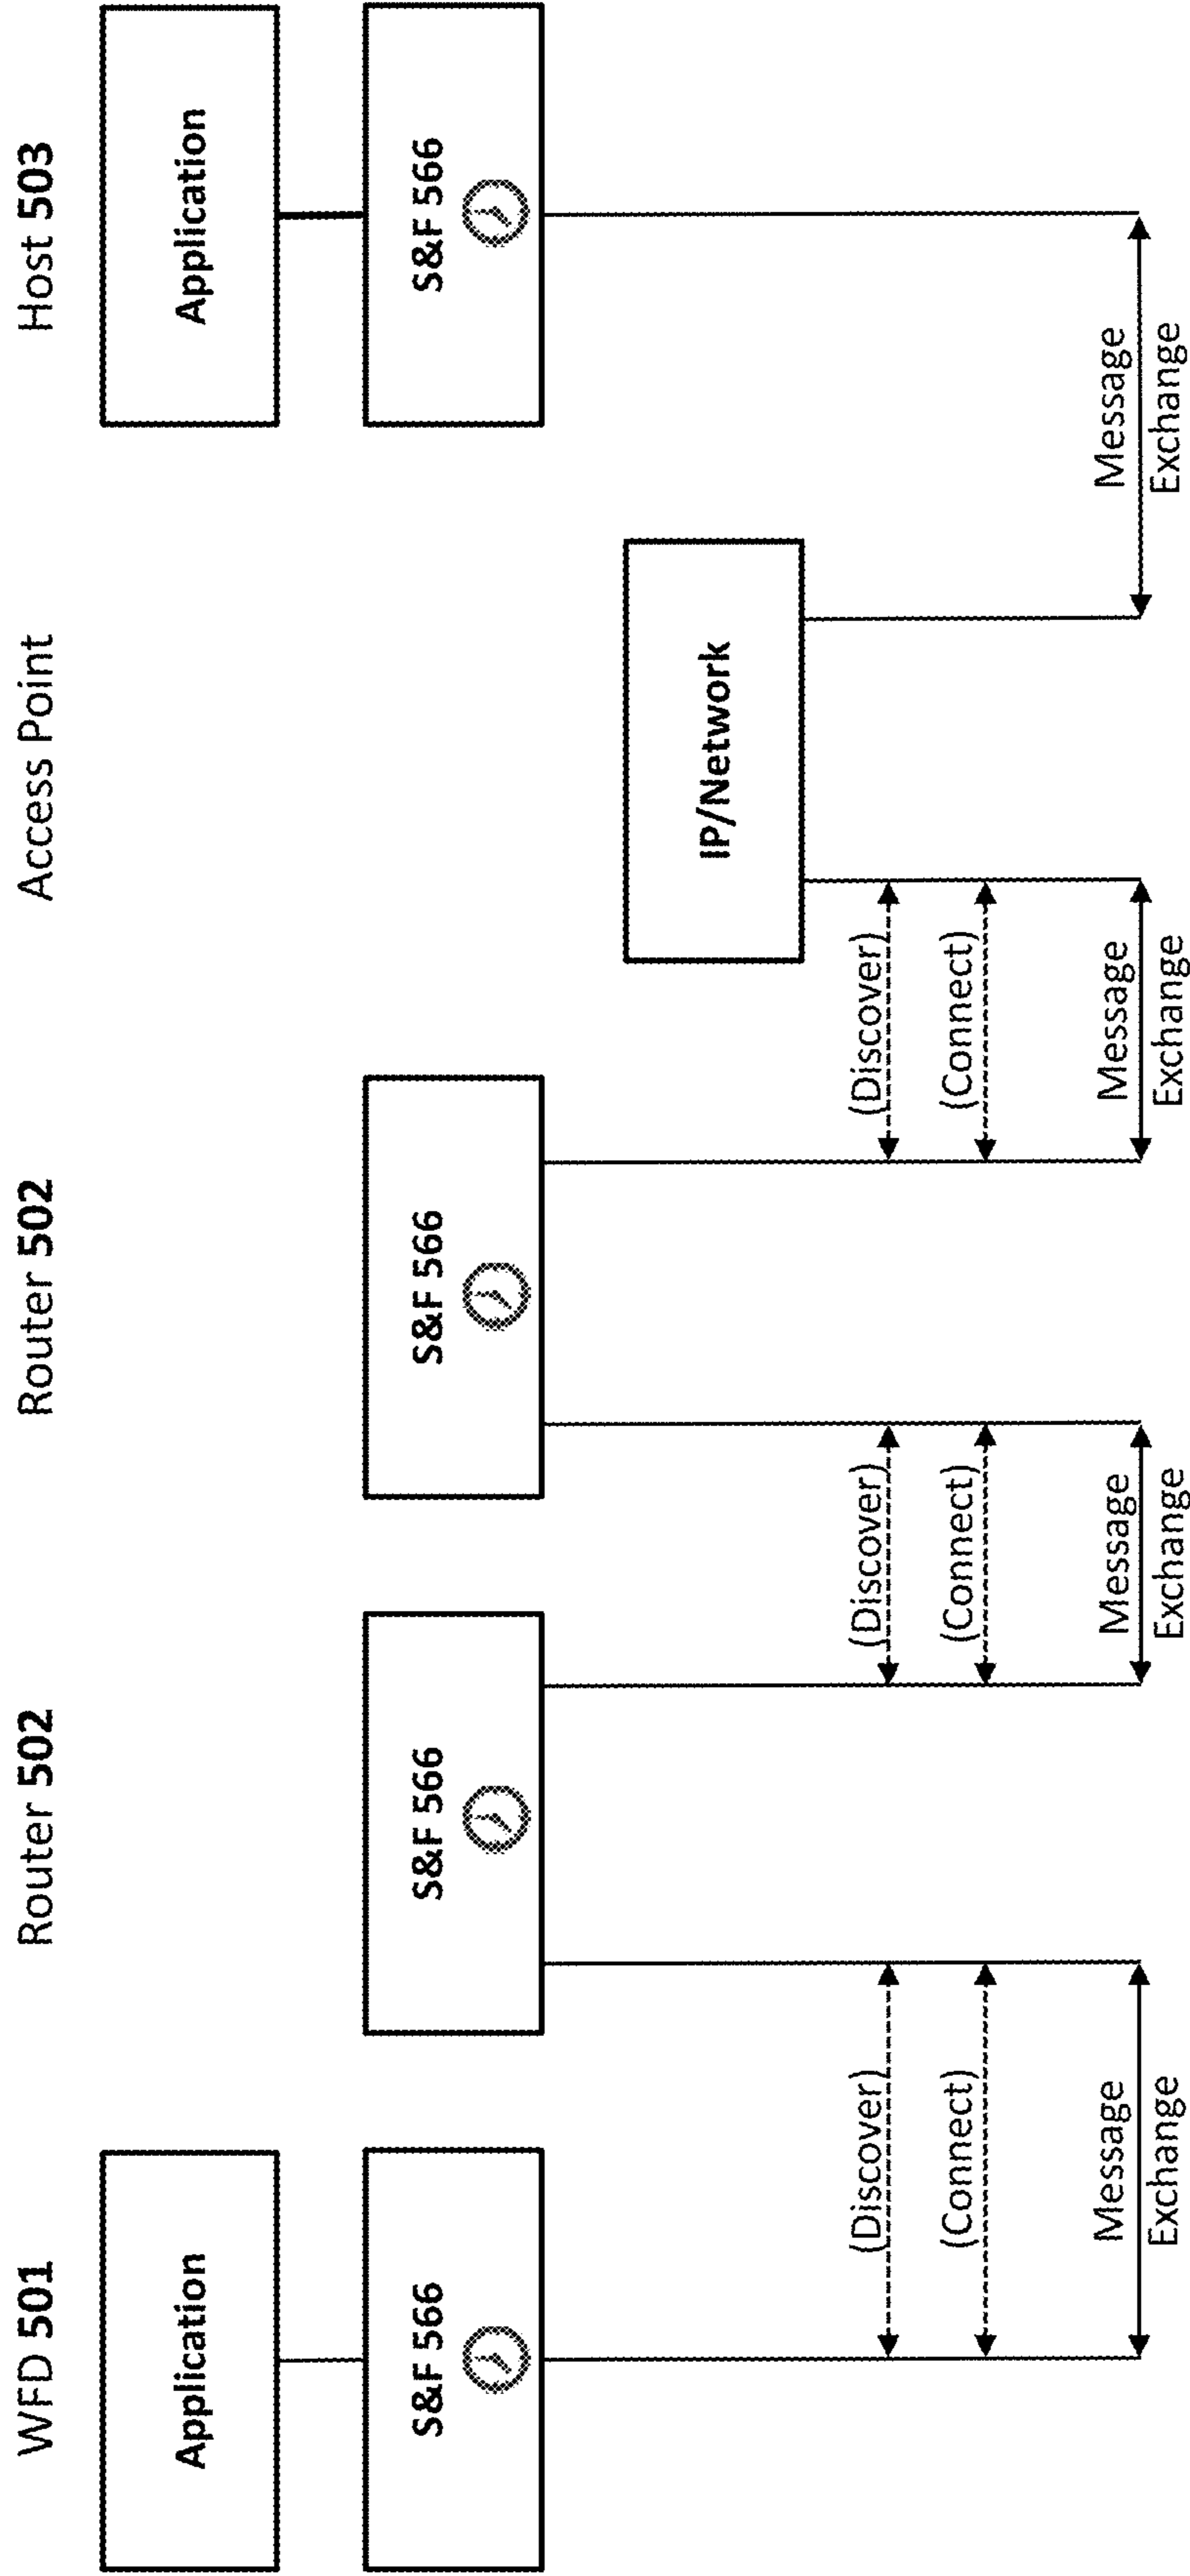 WFD 501
Router 502
Router 502
Access Point
Host 503
Application
Application
S&F 566
S&F 566
S&F 566
S&F 566
IP/Network
(Discover)
(Discover)
(Discover)
(Connect)
(Connect)
(Connect)
Message
Exchange
Message
Exchange
Message
Exchange
Message
Exchange